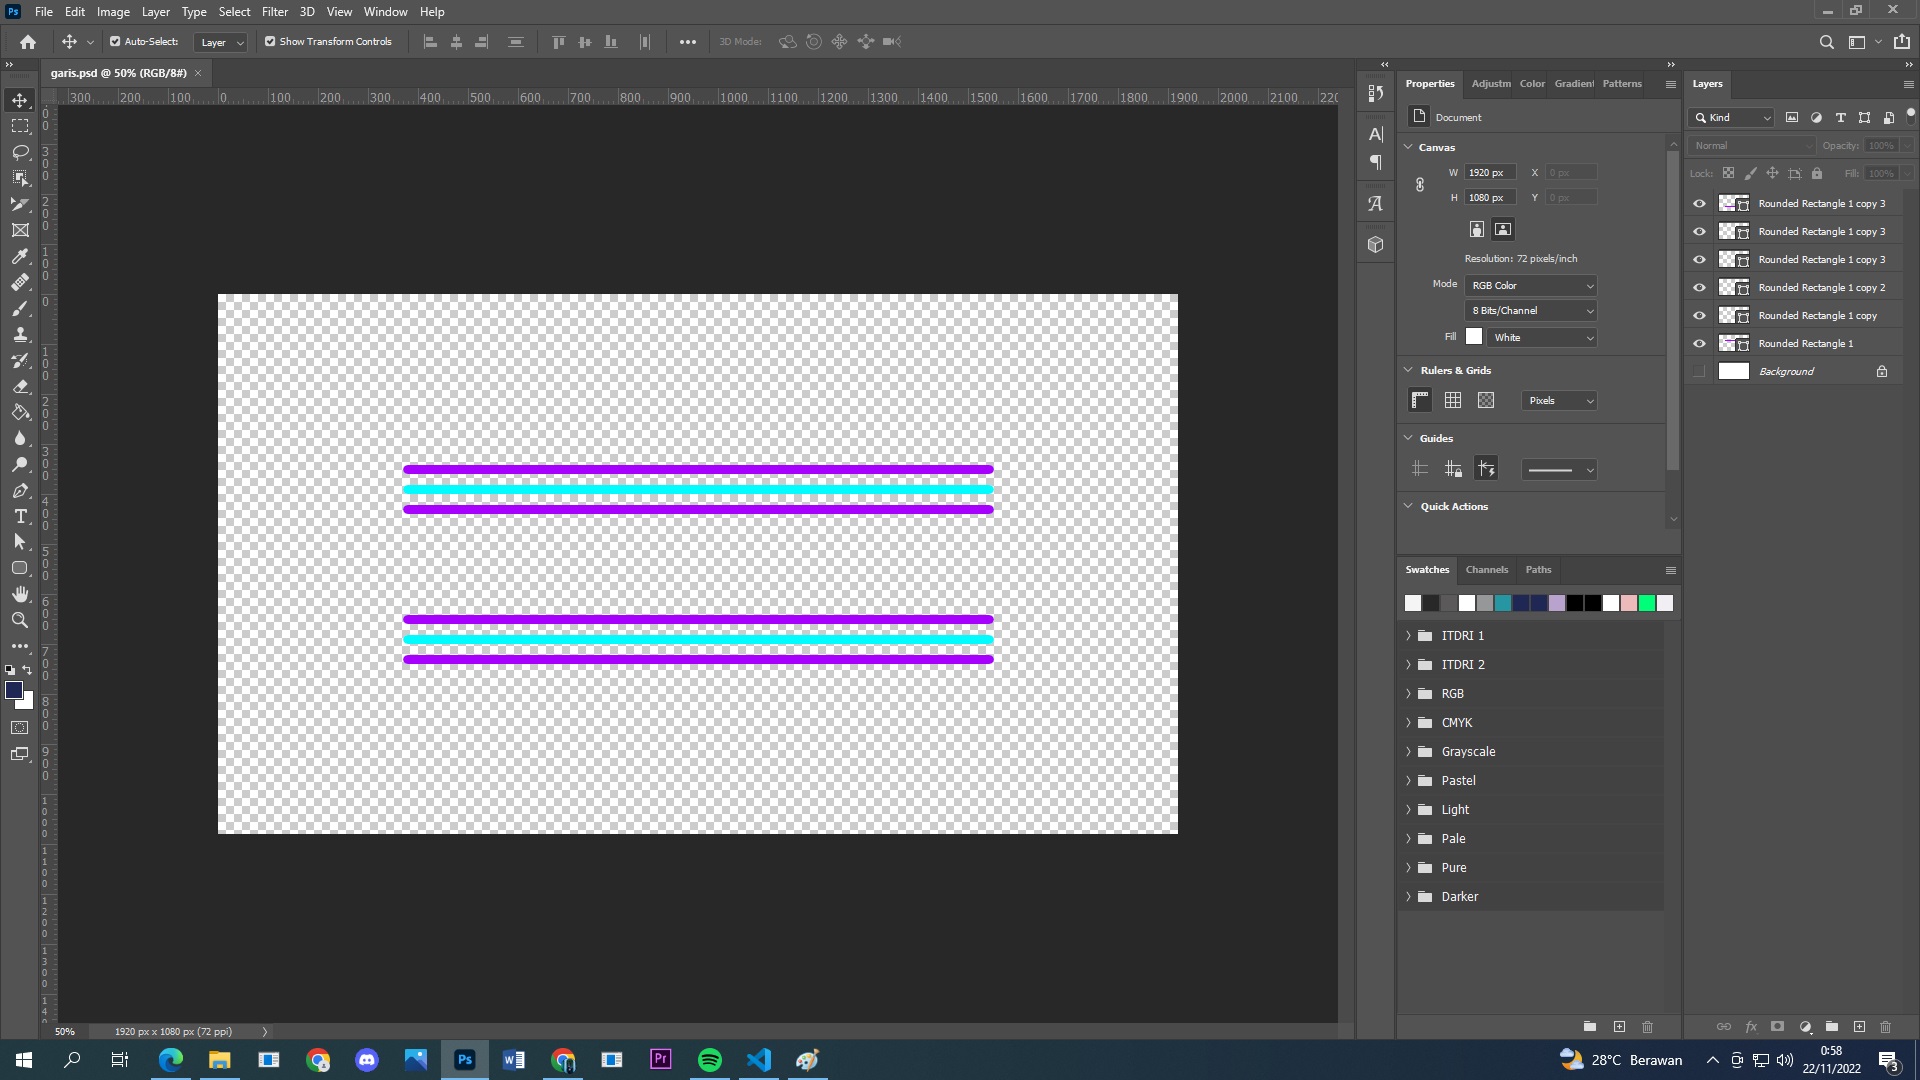 Ps File Edit Image Layer Type Select Filter 3D View Window Help
Auto-Select: Layer Show Transform Controls 3D Mode:
garis.psd @ 50% (RGB/8#)
300 200 100 0 100 200 300 400 500 600 700 800 900 1000 1100 1200 1300 1400 1500 1600 1700 1800 1900 2000 2100
Properties Adjustm Color Gradient Patterns
Document
Canvas
W 1920 px X 0 px
H 1080 px Y 0 px
Resolution: 72 pixels/inch
Mode RGB Color
8 Bits/Channel
Fill White
Rulers & Grids
Pixels
Guides
Quick Actions
Swatches Channels Paths
ITDRI 1
ITDRI 2
RGB
CMYK
Grayscale
Pastel
Light
Pale
Pure
Darker
Layers
Kind
Normal Opacity: 100%
Lock: Fill: 100%
Rounded Rectangle 1 copy 3
Rounded Rectangle 1 copy 3
Rounded Rectangle 1 copy 3
Rounded Rectangle 1 copy 2
Rounded Rectangle 1 copy
Rounded Rectangle 1
Background
50% 1920 px x 1080 px (72 ppi)
Ps Pr 28°C Berawan
0:58
22/11/2022
3